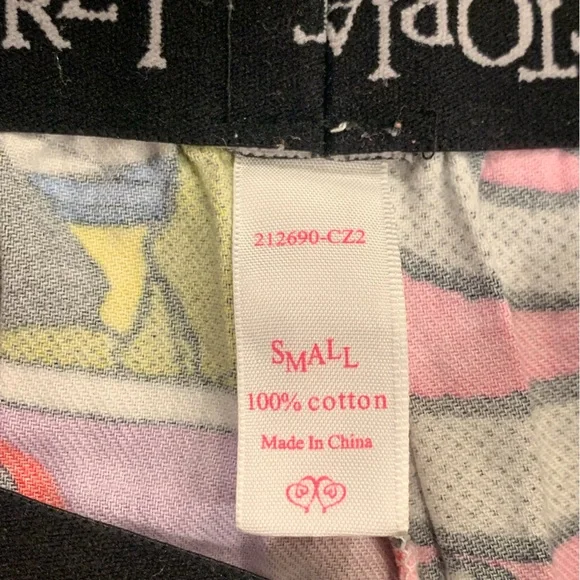 212690-CZ2
SMALL
100% cotton
Made In China